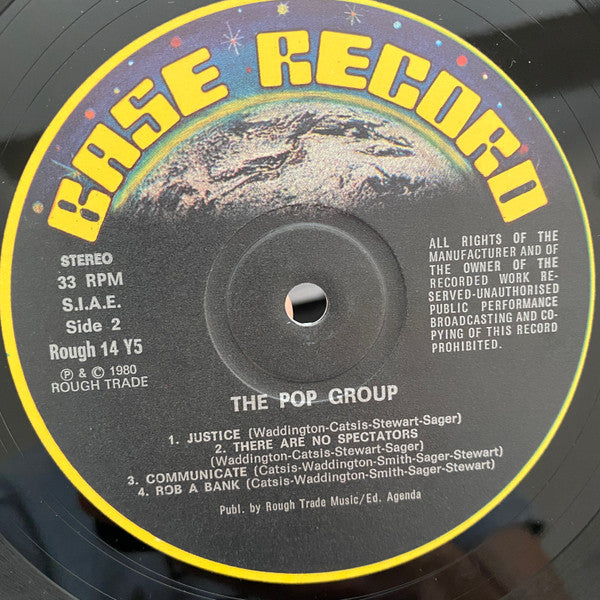 BASE RECORD
STEREO
33 RPM
S.I.A.E.
Side 2
Rough 14 Y5
℗ & © 1980
ROUGH TRADE
ALL RIGHTS OF THE
MANUFACTURER AND OF
THE OWNER OF THE
RECORDED WORK RE-
SERVED-UNAUTHORISED
PUBLIC PERFORMANCE
BROADCASTING AND CO-
PYING OF THIS RECORD
PROHIBITED.
THE POP GROUP
1. JUSTICE (Waddington-Catsis-Stewart-Sager)
2. THERE ARE NO SPECTATORS
(Waddington-Catsis-Stewart-Sager)
3. COMMUNICATE (Catsis-Waddington-Smith-Sager-Stewart)
4. ROB A BANK (Catsis-Waddington-Smith-Sager-Stewart)
Publ. by Rough Trade Music/Ed. Agenda